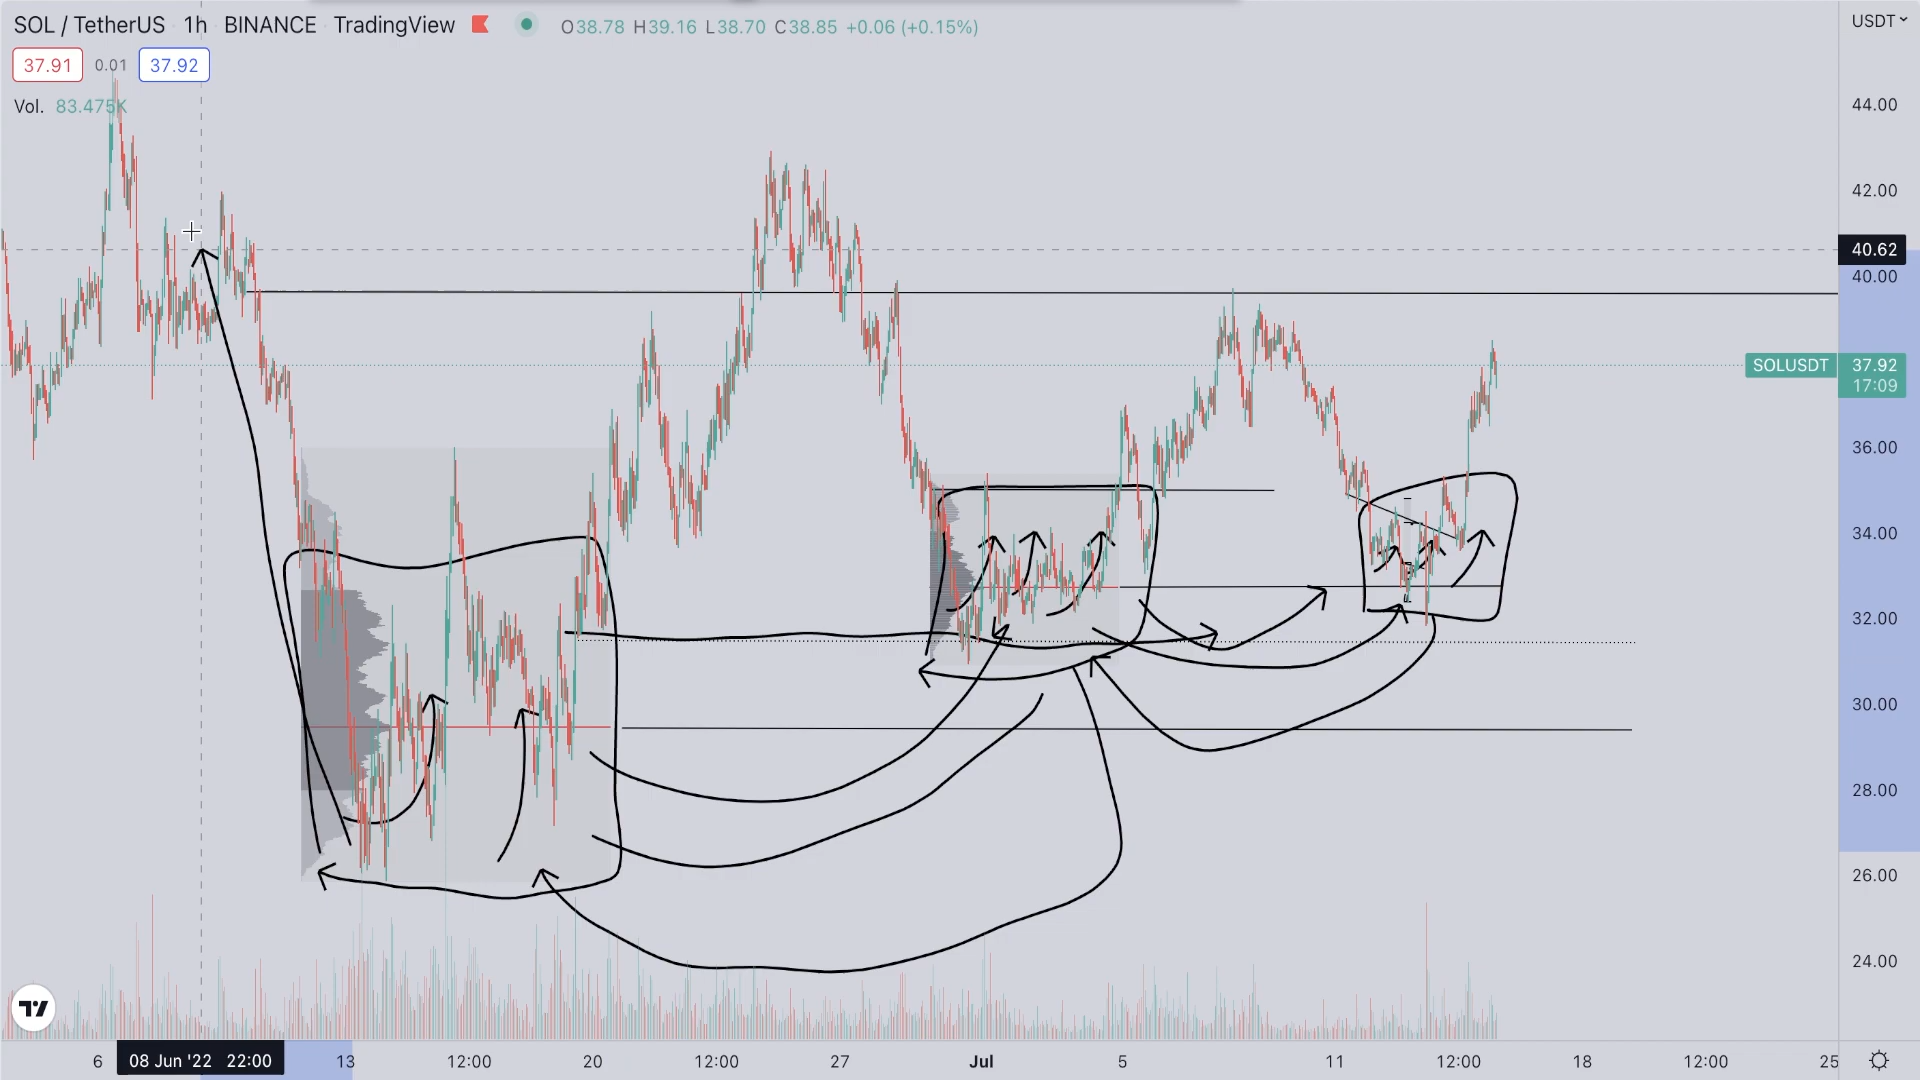 SOL / TetherUS 1h BINANCE TradingView O38.78 H39.16 L38.70 C38.85 +0.06 (+0.15%)
37.91 0.01 37.92
Vol. 83.475K
USDT
44.00
42.00
40.62
40.00
SOLUSDT 37.92
17:09
36.00
34.00
32.00
30.00
28.00
26.00
24.00
6 08 Jun '22 22:00 13 12:00 20 12:00 27 Jul 5 11 12:00 18 12:00 25